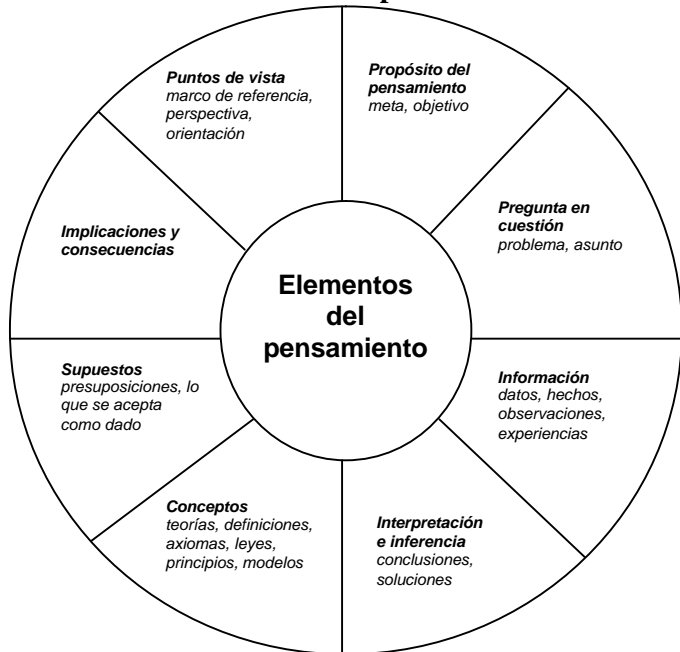 Elementos
del
pensamiento
Propósito del
pensamiento
meta, objetivo
Pregunta en
cuestión
problema, asunto
Información
datos, hechos,
observaciones,
experiencias
Interpretación
e inferencia
conclusiones,
soluciones
Conceptos
teorías, definiciones,
axiomas, leyes,
principios, modelos
Supuestos
presuposiciones, lo
que se acepta
como dado
Implicaciones y
consecuencias
Puntos de vista
marco de referencia,
perspectiva,
orientación